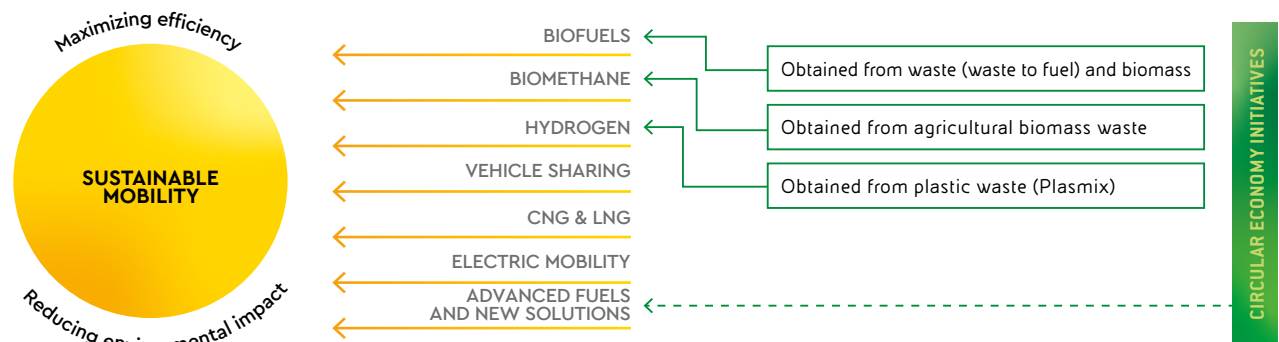 Maximizing efficiency
SUSTAINABLE
MOBILITY
Reducing environmental impact
BIOFUELS
BIOMETHANE
HYDROGEN
VEHICLE SHARING
CNG & LNG
ELECTRIC MOBILITY
ADVANCED FUELS
AND NEW SOLUTIONS
Obtained from waste (waste to fuel) and biomass
Obtained from agricultural biomass waste
Obtained from plastic waste (Plasmix)
CIRCULAR ECONOMY INITIATIVES